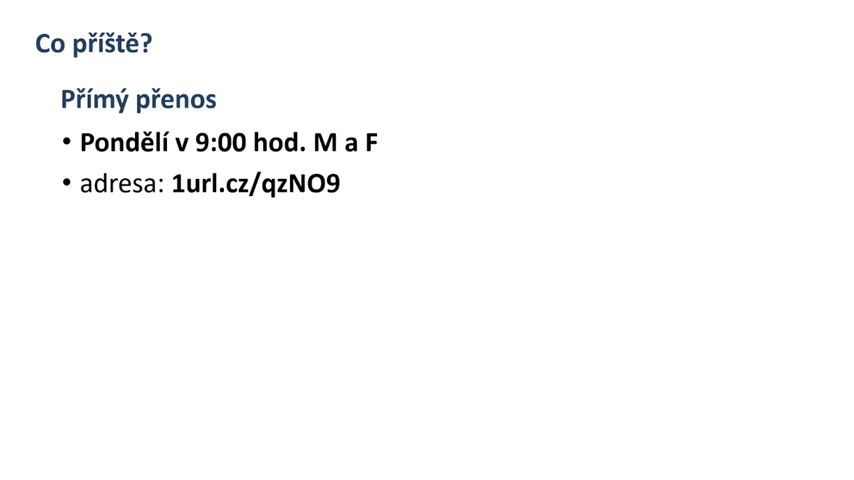 Co příště?
Přímý přenos
• Pondělí v 9:00 hod. M a F
• adresa: 1url.cz/qzNO9